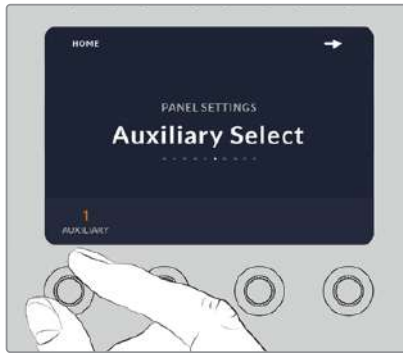 HOME
PANEL SETTINGS
Auxiliary Select
1
AUXILIARY